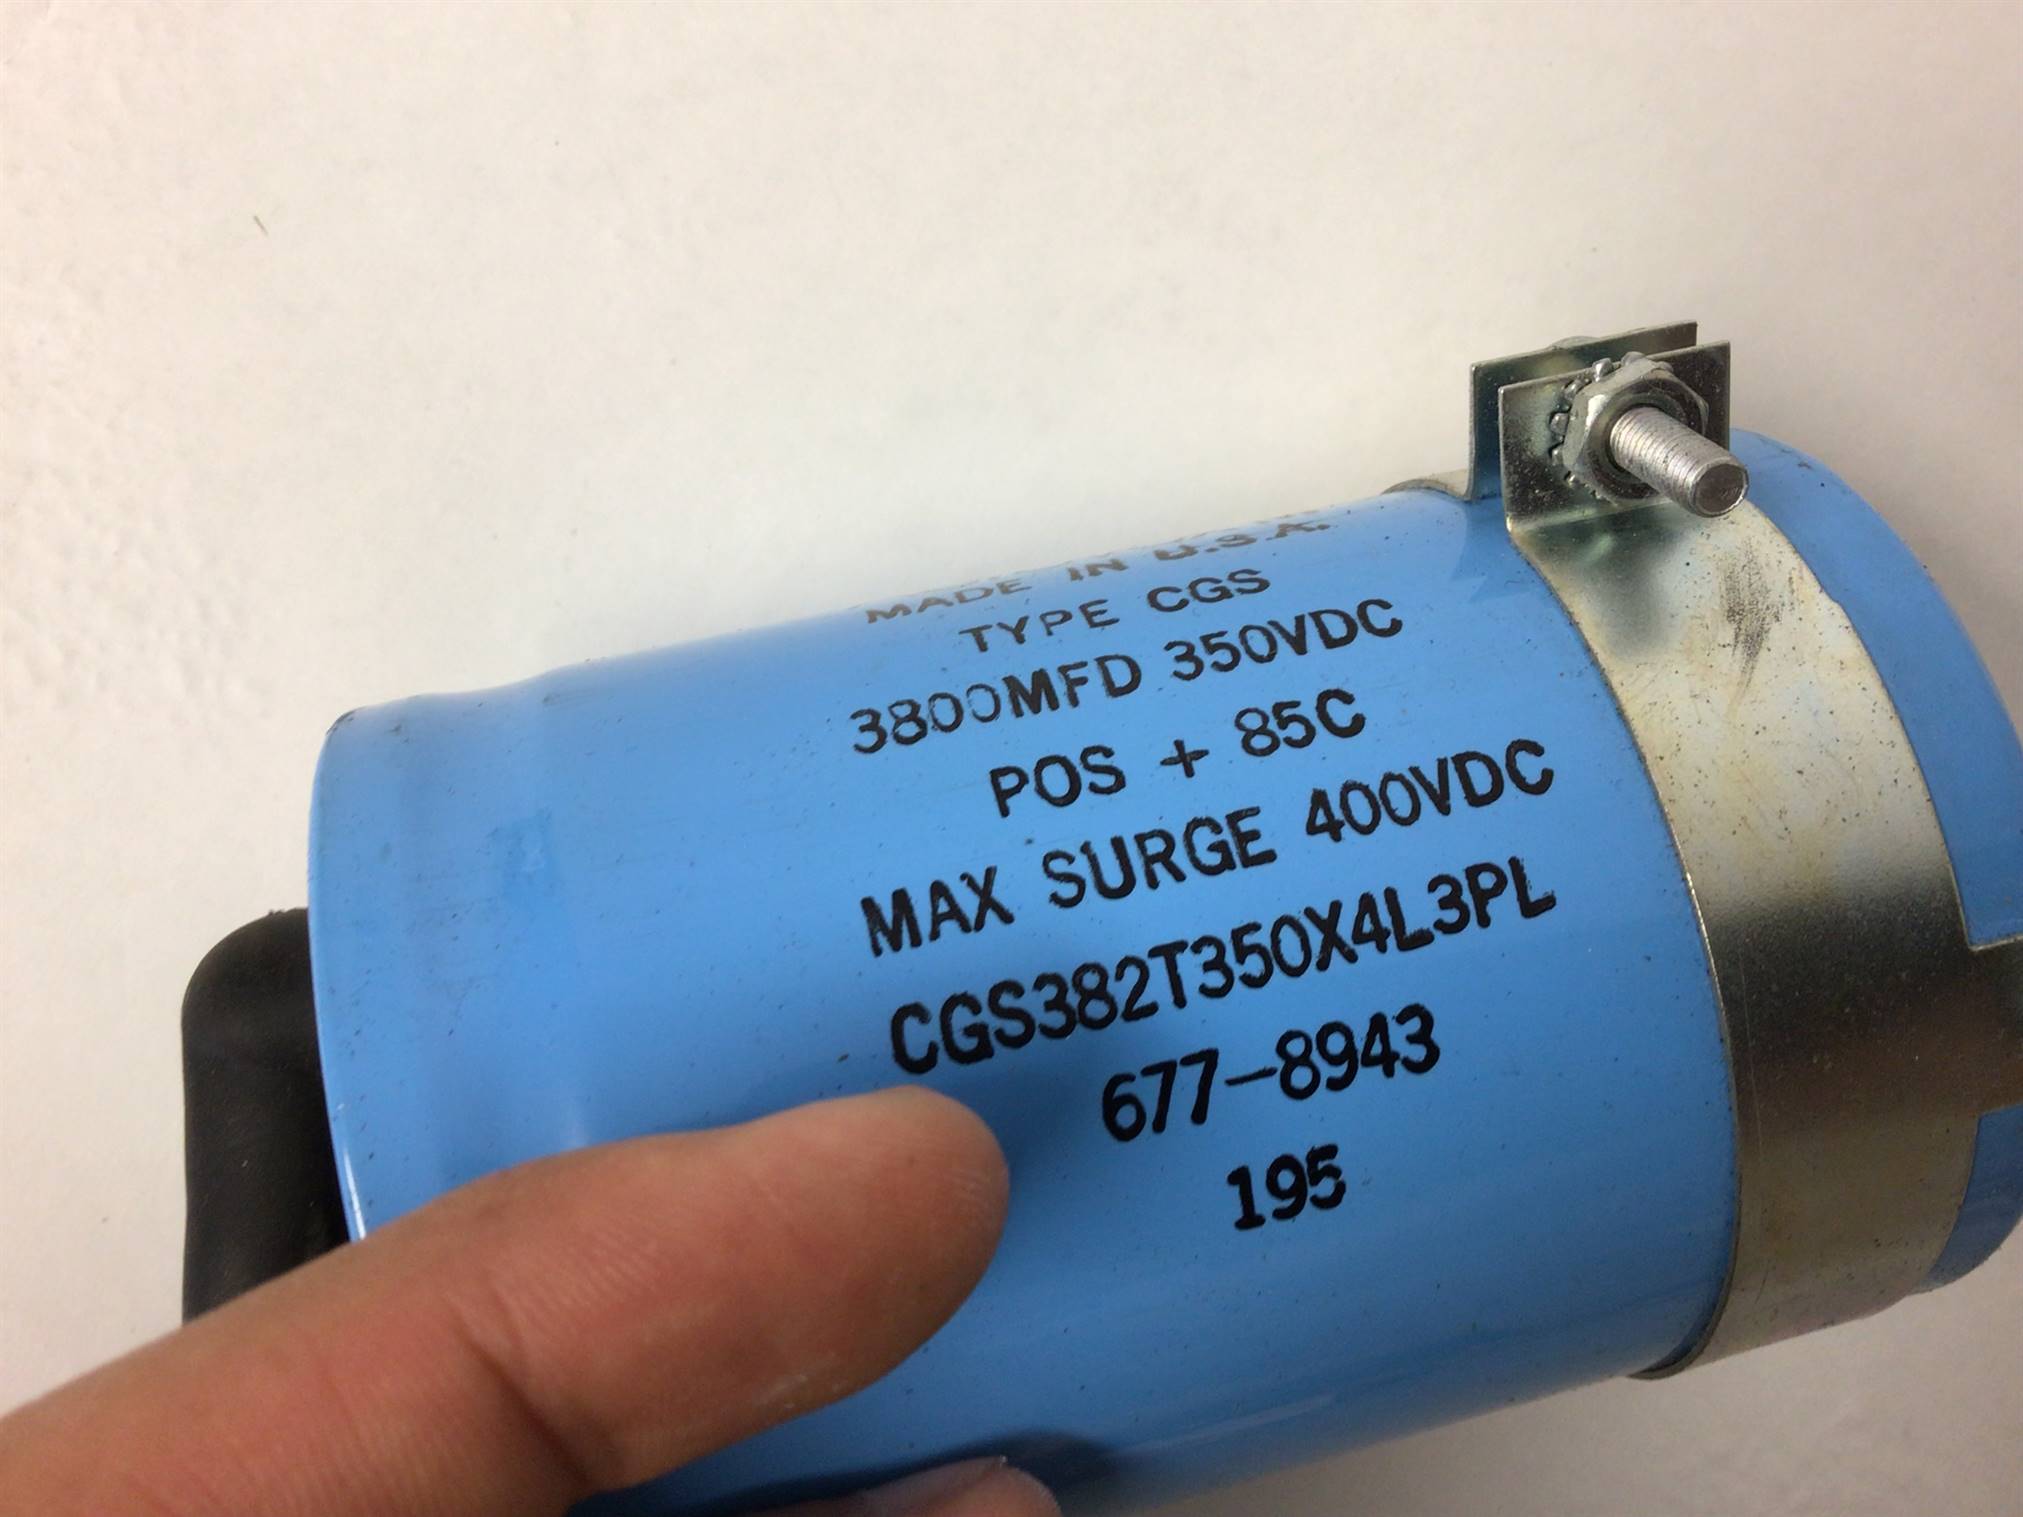 MADE IN U.S.A.
TYPE CGS
3800MFD 350VDC
POS + 85C
MAX SURGE 400VDC
CGS382T350X4L3PL
677-8943
195